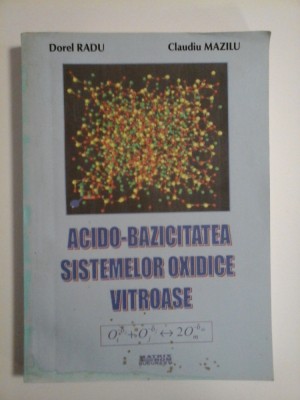 Dorel RADU Claudiu MAZILU
ACIDO-BAZICITATEA
SISTEMELOR OXIDICE
VITROASE